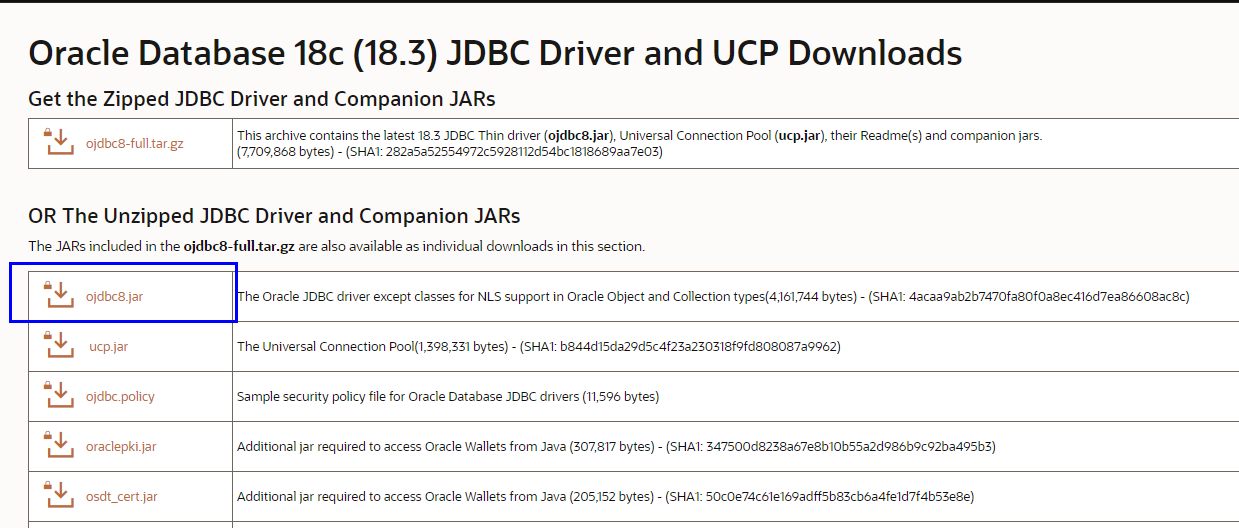 Oracle Database 18c (18.3) JDBC Driver and UCP Downloads
Get the Zipped JDBC Driver and Companion JARs
ojdbc8-full.tar.gz
This archive contains the latest 18.3 JDBC Thin driver (ojdbc8.jar), Universal Connection Pool (ucp.jar), their Readme(s) and companion jars.
(7,709,868 bytes) - (SHA1: 282a5a52554972c5928112d54bc1818689aa7e03)
OR The Unzipped JDBC Driver and Companion JARs
The JARs included in the ojdbc8-full.tar.gz are also available as individual downloads in this section.
ojdbc8.jar
The Oracle JDBC driver except classes for NLS support in Oracle Object and Collection types(4,161,744 bytes) - (SHA1: 4acaa9ab2b7470fa80f0a8ec416d7ea86608ac8c)
ucp.jar
The Universal Connection Pool(1,398,331 bytes) - (SHA1: b844d15da29d5c4f23a230318f9fd808087a9962)
ojdbc.policy
Sample security policy file for Oracle Database JDBC drivers (11,596 bytes)
oraclepki.jar
Additional jar required to access Oracle Wallets from Java (307,817 bytes) - (SHA1: 347500d8238a67e8b10b55a2d986b9c92ba495b3)
osdt_cert.jar
Additional jar required to access Oracle Wallets from Java (205,152 bytes) - (SHA1: 50c0e74c61e169adff5b83cb6a4fe1d7f4b53e8e)